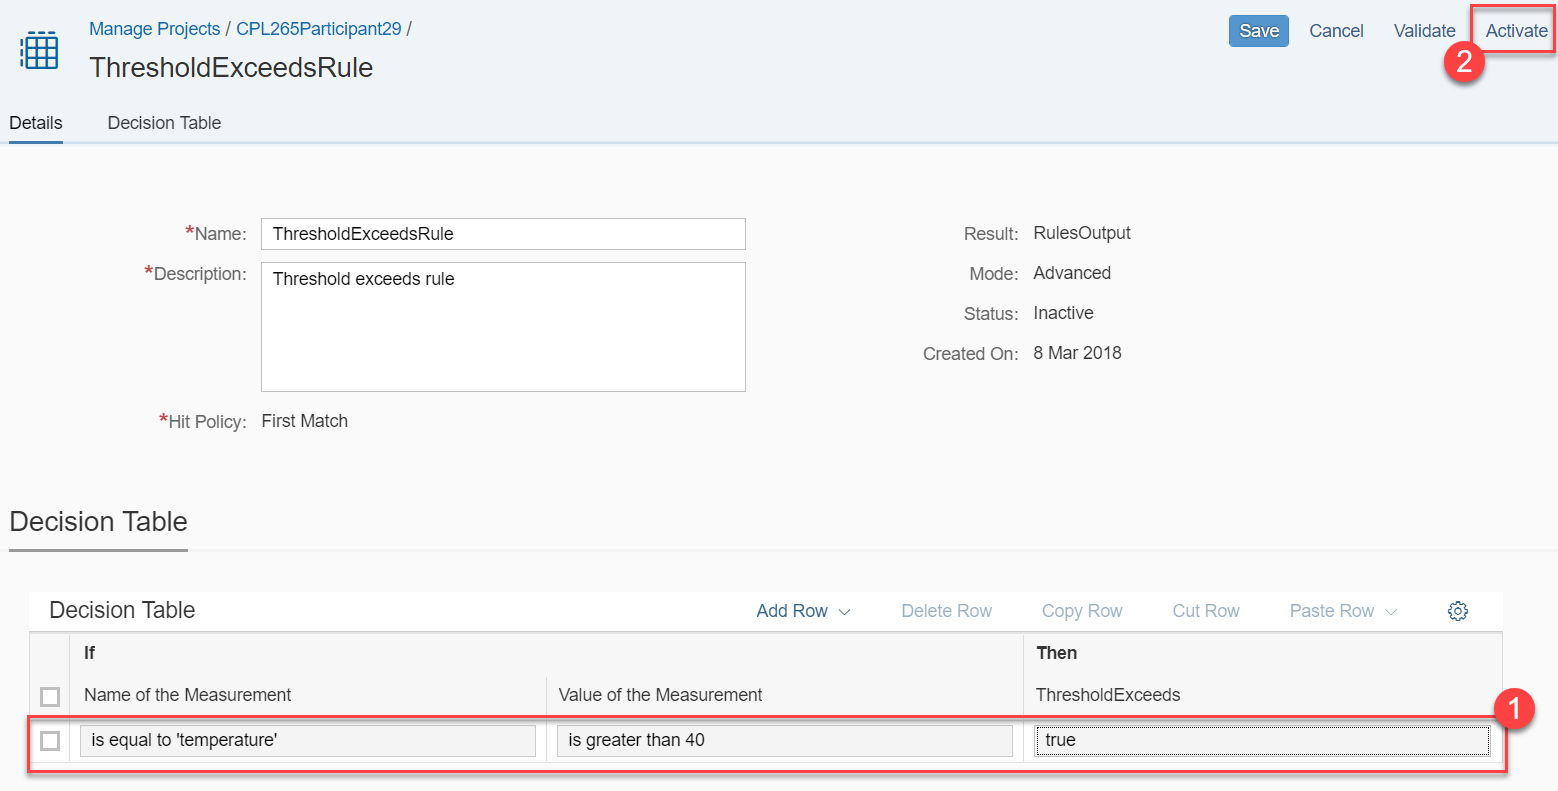 Manage Projects / CPL265Participant29 /
Save Cancel Validate Activate
ThresholdExceedsRule
2
Details Decision Table
*Name: ThresholdExceedsRule
Result: RulesOutput
*Description: Threshold exceeds rule
Mode: Advanced
Status: Inactive
Created On: 8 Mar 2018
*Hit Policy: First Match
Decision Table
Decision Table Add Row Delete Row Copy Row Cut Row Paste Row
If Then
Name of the Measurement Value of the Measurement ThresholdExceeds
1
is equal to 'temperature' is greater than 40 true